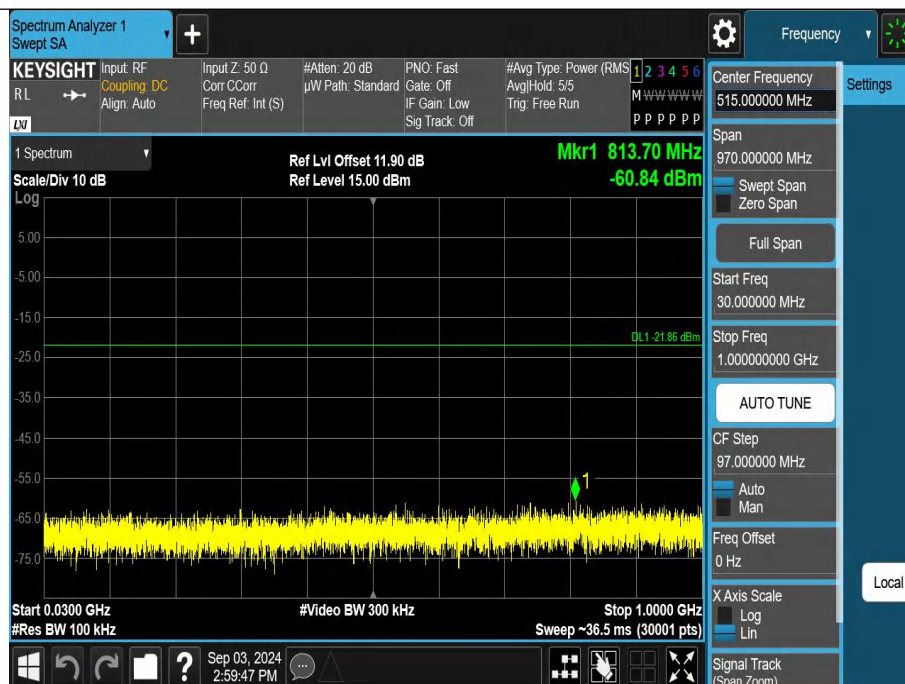 Spectrum Analyzer 1
Swept SA
Frequency
KEYSIGHT
RL
LXI
Input: RF
Coupling: DC
Align: Auto
Input Z: 50 Ω
Corr CCorr
Freq Ref: Int (S)
#Atten: 20 dB
µW Path: Standard
PNO: Fast
Gate: Off
IF Gain: Low
Sig Track: Off
#Avg Type: Power (RMS
Avg|Hold: 5/5
Trig: Free Run
1 2 3 4 5 6
M W W W W W
P P P P P P
1 Spectrum
Scale/Div 10 dB
Ref Lvl Offset 11.90 dB
Ref Level 15.00 dBm
Mkr1 813.70 MHz
-60.84 dBm
Log
5.00
-5.00
-15.0
DL1 -21.86 dBm
-25.0
-35.0
-45.0
-55.0
1
-65.0
-75.0
Start 0.0300 GHz
#Video BW 300 kHz
Stop 1.0000 GHz
#Res BW 100 kHz
Sweep ~36.5 ms (30001 pts)
?
Sep 03, 2024
2:59:47 PM
Center Frequency
515.000000 MHz
Settings
Span
970.000000 MHz
Swept Span
Zero Span
Full Span
Start Freq
30.000000 MHz
Stop Freq
1.000000000 GHz
AUTO TUNE
CF Step
97.000000 MHz
Auto
Man
Freq Offset
0 Hz
Local
X Axis Scale
Log
Lin
Signal Track
(Span Zoom)